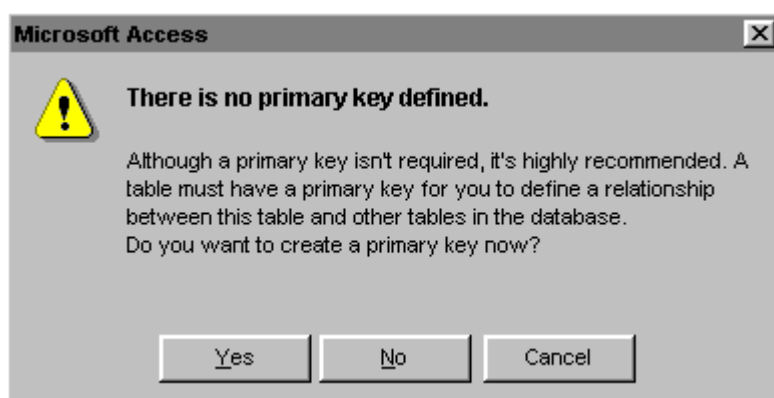 Microsoft Access
There is no primary key defined.
Although a primary key isn't required, it's highly recommended. A
table must have a primary key for you to define a relationship
between this table and other tables in the database.
Do you want to create a primary key now?
Yes No Cancel